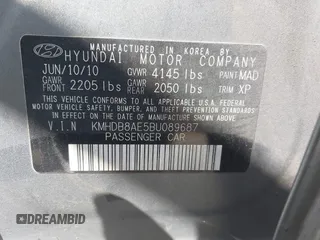 MANUFACTURED IN KOREA BY
HYUNDAI MOTOR COMPANY
JUN/10/10 GVWR 4145 lbs PAINT MAD
GAWR FRONT 2205 lbs GAWR REAR 2050 lbs TRIM XP
THIS VEHICLE CONFORMS TO ALL APPLICABLE U.S. FEDERAL
MOTOR VEHICLE SAFETY, BUMPER, AND THEFT PREVENTION STANDARDS
IN EFFECT ON THE DATE OF MANUFACTURE SHOWN ABOVE.
V.I.N KMHDB8AE5BU089687
PASSENGER CAR
DREAMBID